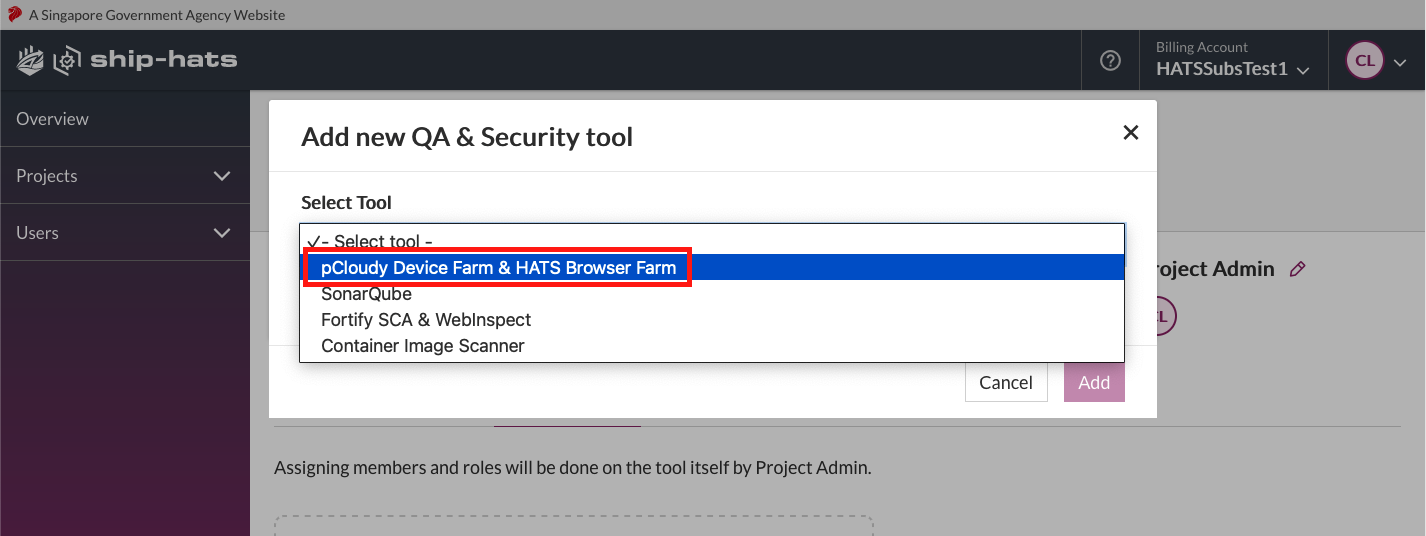 A Singapore Government Agency Website
ship-hats
Billing Account
HATSSubsTest1
CL
Overview
Projects
Users
Add new QA & Security tool
Select Tool
✓- Select tool -
pCloudy Device Farm & HATS Browser Farm
SonarQube
Fortify SCA & WebInspect
Container Image Scanner
roject Admin
CL
Cancel
Add
Assigning members and roles will be done on the tool itself by Project Admin.